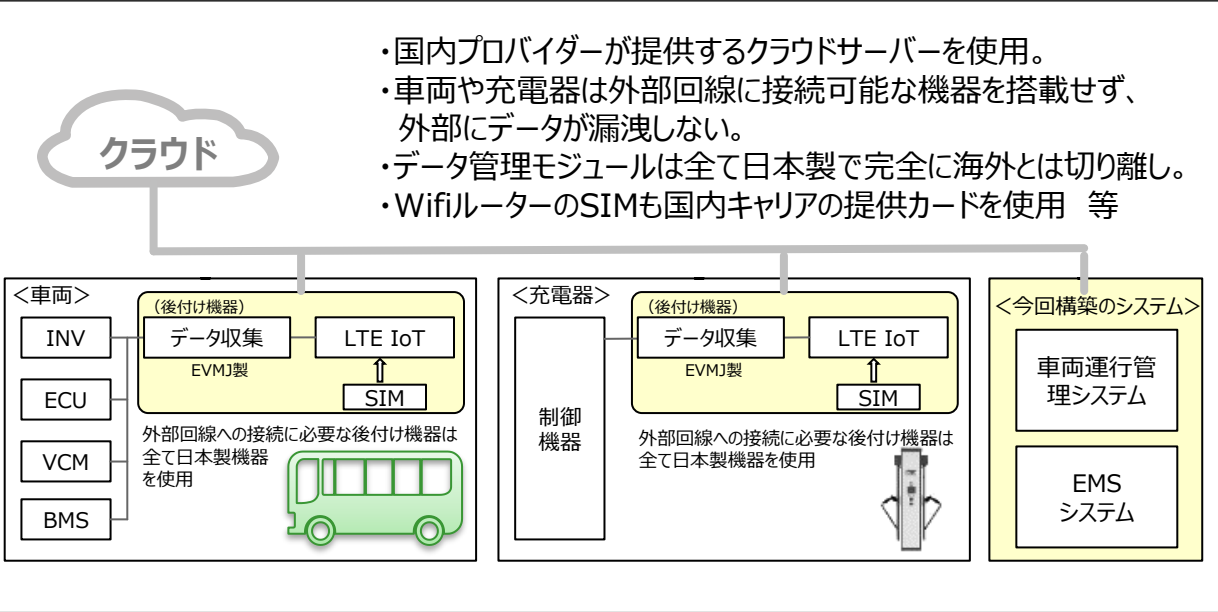 ・国内プロバイダーが提供するクラウドサーバーを使用。
・車両や充電器は外部回線に接続可能な機器を搭載せず、
外部にデータが漏洩しない。
・データ管理モジュールは全て日本製で完全に海外とは切り離し。
・WifiルーターのSIMも国内キャリアの提供カードを使用　等
クラウド
＜車両＞
INV
ECU
VCM
BMS
（後付け機器）
データ収集
EVMJ製
LTE IoT
SIM
外部回線への接続に必要な後付け機器は
全て日本製機器
を使用
＜充電器＞
制御
機器
（後付け機器）
データ収集
EVMJ製
LTE IoT
SIM
外部回線への接続に必要な後付け機器は
全て日本製機器を使用
＜今回構築のシステム＞
車両運行管
理システム
EMS
システム